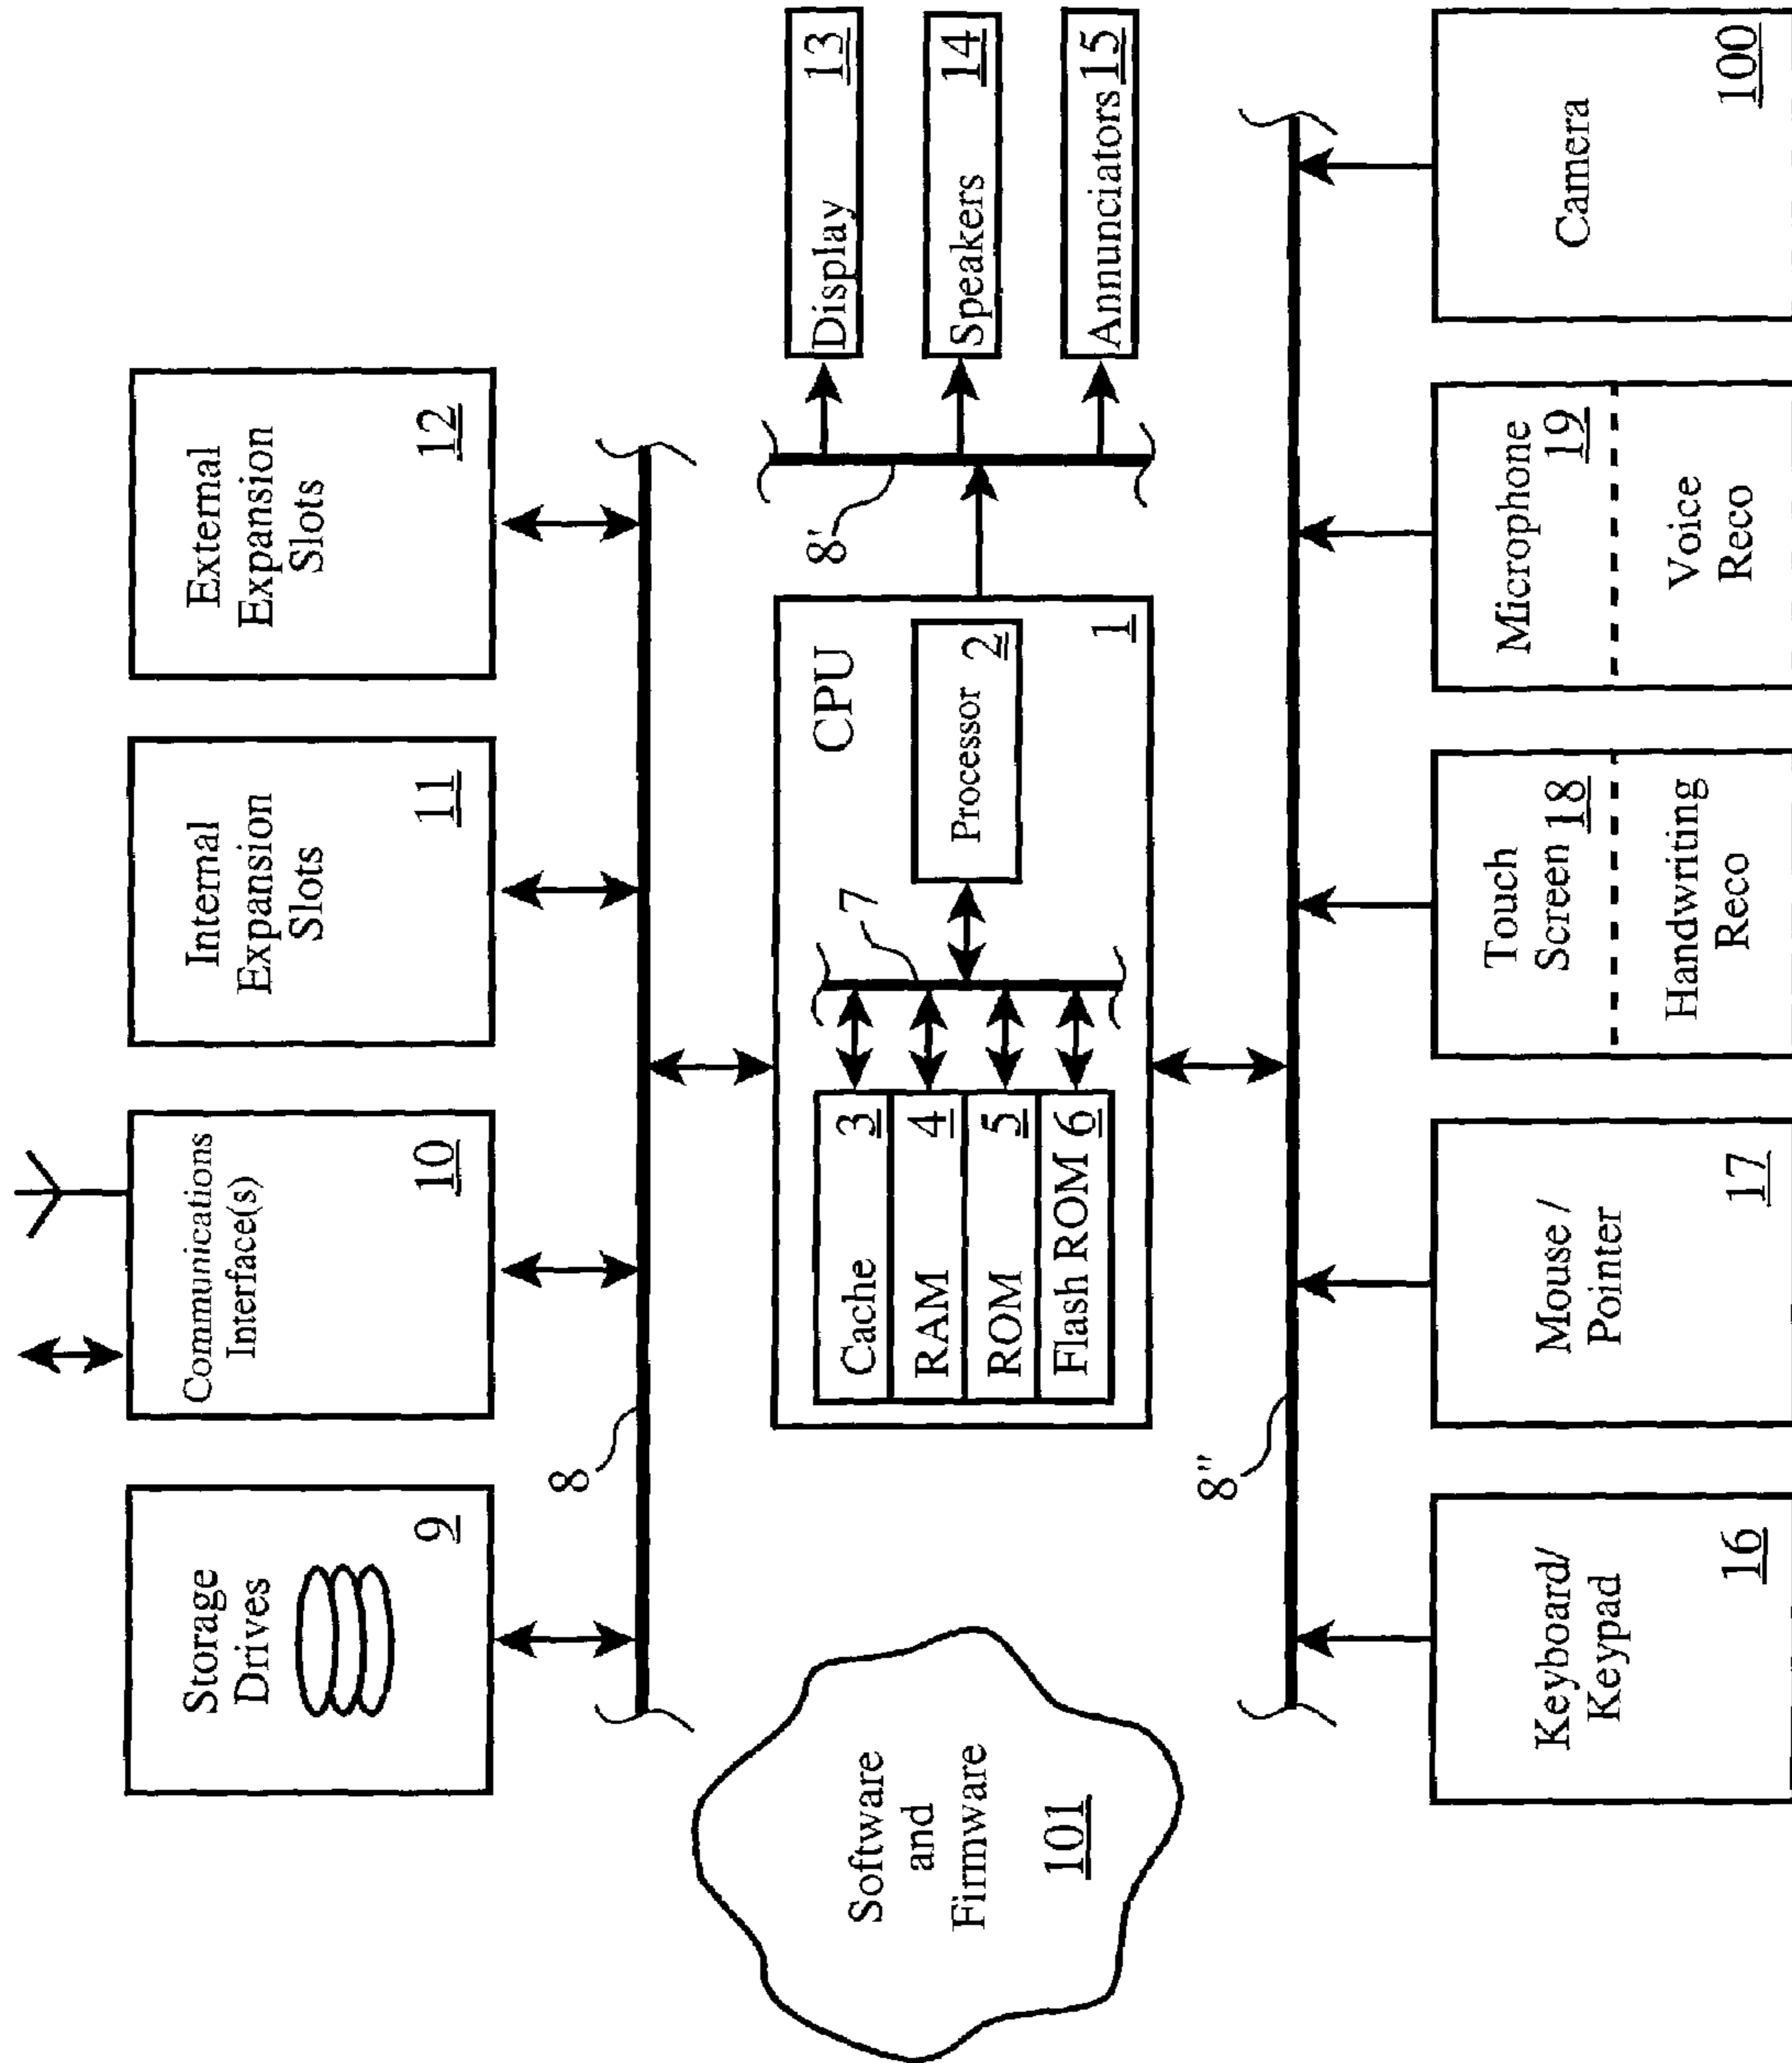 Storage
Drives
9
Communications
Interface(s)
10
Internal
Expansion
Slots
11
External
Expansion
Slots
12
8
Software
and
Firmware
101
CPU
Cache 3
RAM 4
ROM 5
Flash ROM 6
7
Processor 2
1
8'
Display 13
Speakers 14
Annunciators 15
8"
Keyboard/
Keypad
16
Mouse /
Pointer
17
Touch
Screen 18
Handwriting
Reco
Microphone
19
Voice
Reco
Camera
100